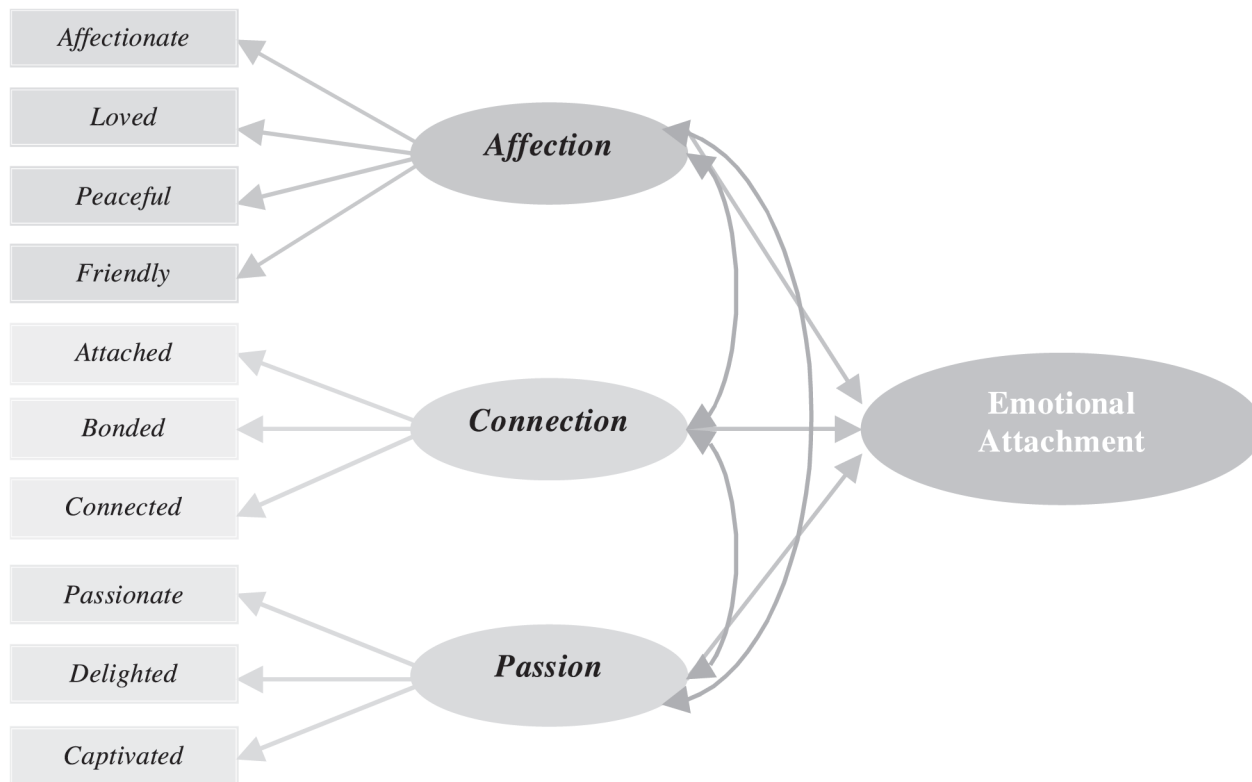 Affectionate
Loved
Peaceful
Friendly
Attached
Bonded
Connected
Passionate
Delighted
Captivated
Affection
Connection
Passion
Emotional
Attachment